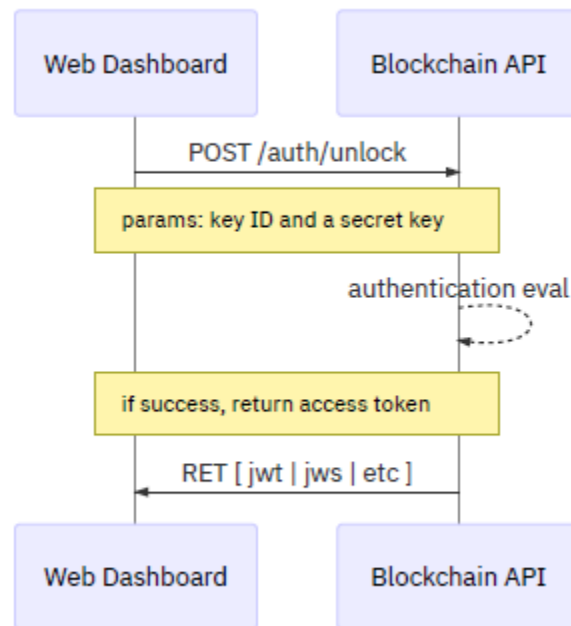 Web Dashboard
Blockchain API
POST /auth/unlock
params: key ID and a secret key
authentication eval
if success, return access token
RET [ jwt | jws | etc ]
Web Dashboard
Blockchain API